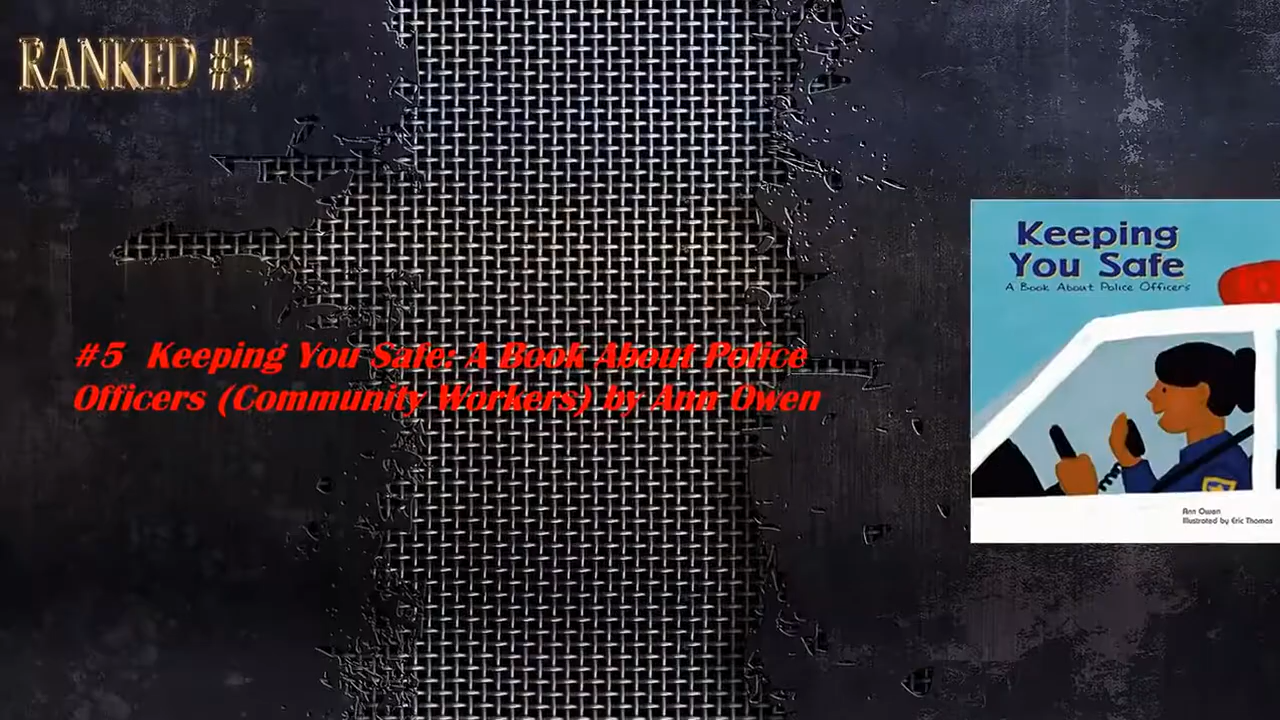 RANKED #5
Keeping
You Safe
A Book About Police Officers
#5 Keeping You Safe: A Book About Police
Officers (Community Workers) by Ann Owen
Ann Owen
Illustrated by Eric Thomas